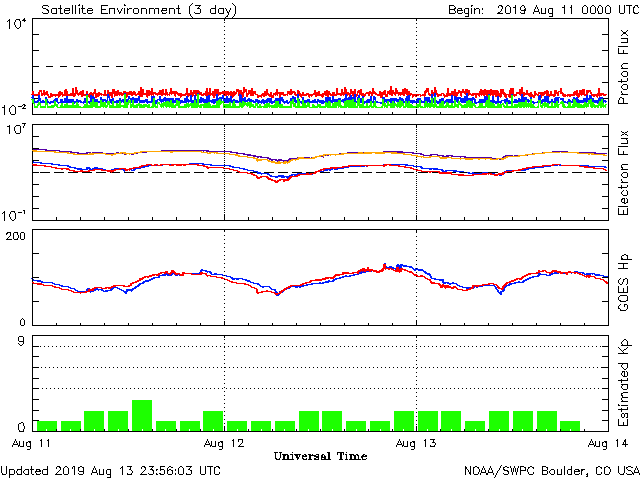 Satellite Environment (3 day) Begin: 2019 Aug 11 0000 UTC
10^4
10^-2
Proton Flux
10^7
10^-1
Electron Flux
200
0
GOES Hp
9
0
Estimated Kp
Aug 11 Aug 12 Aug 13 Aug 14
Universal Time
Updated 2019 Aug 13 23:56:03 UTC NOAA/SWPC Boulder, CO USA